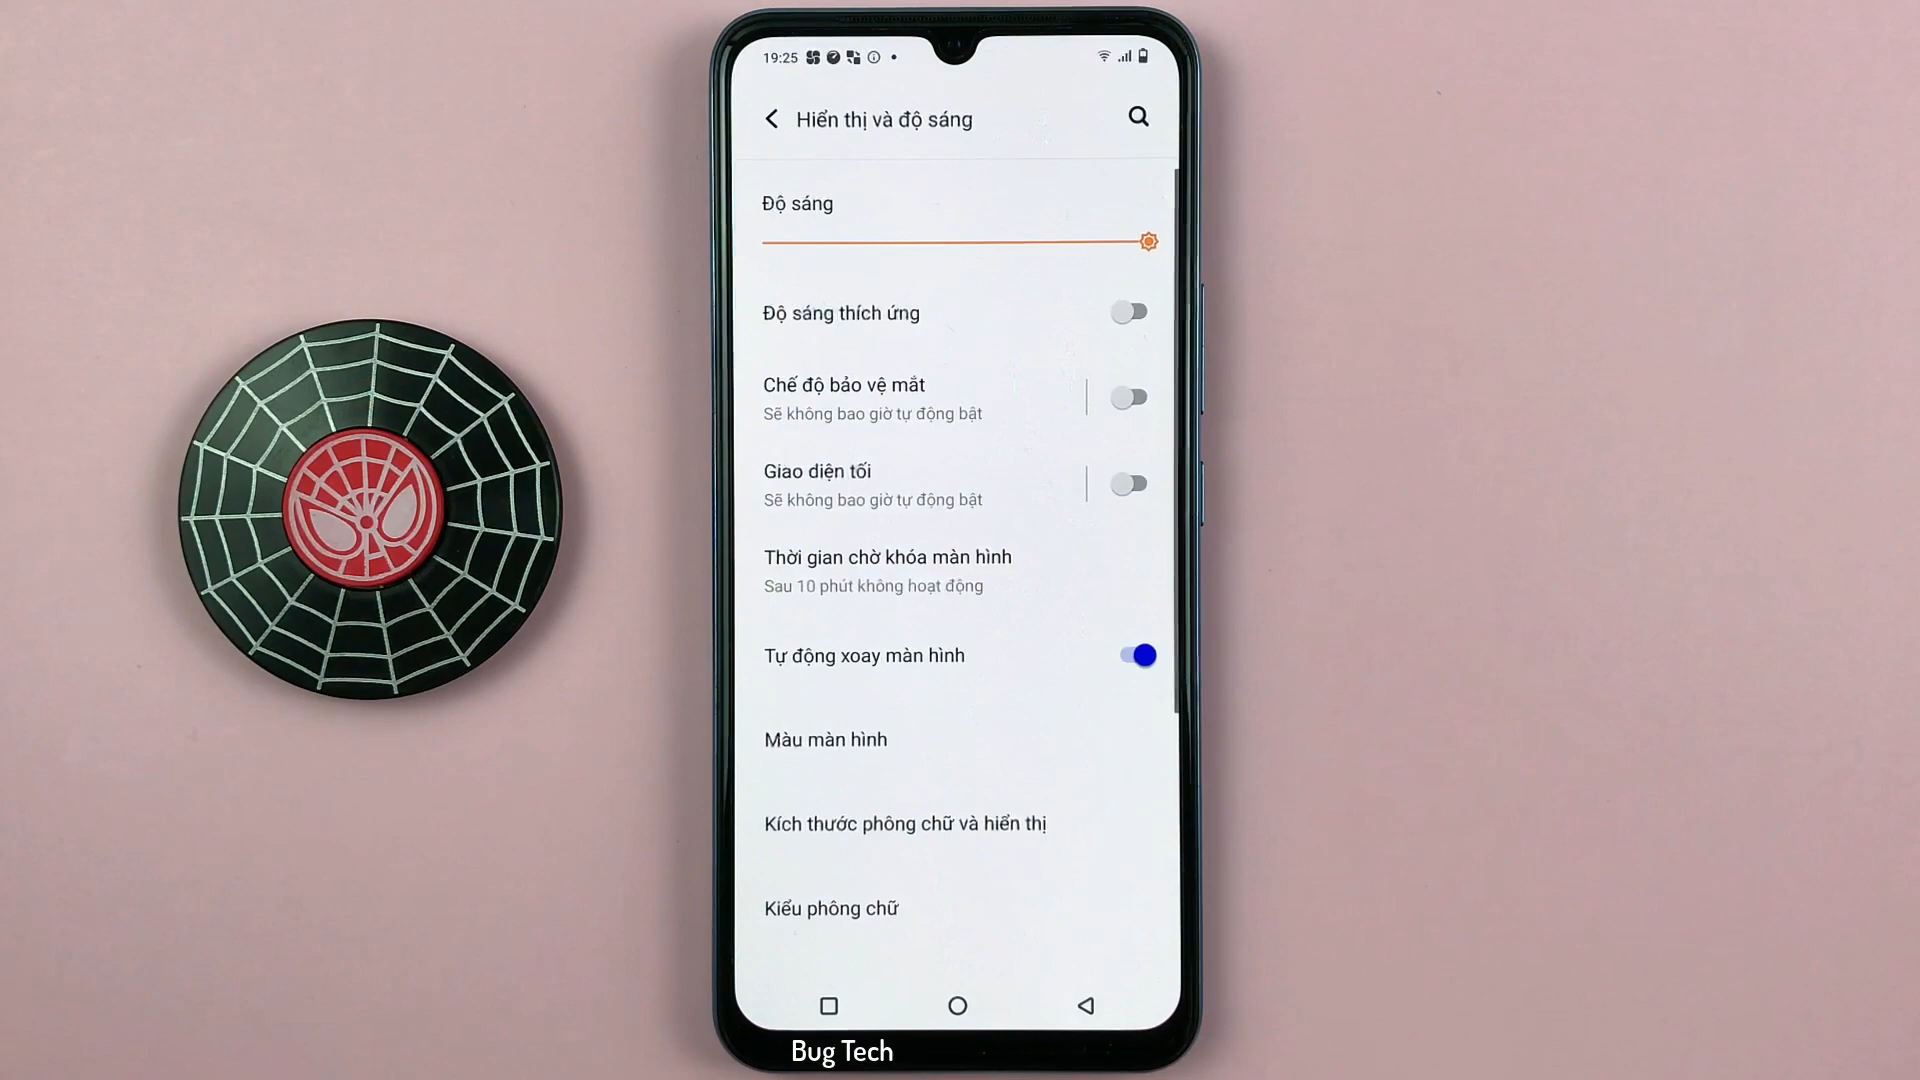 19:25
Hiển thị và độ sáng
Độ sáng
Độ sáng thích ứng
Chế độ bảo vệ mắt
Sẽ không bao giờ tự động bật
Giao diện tối
Sẽ không bao giờ tự động bật
Thời gian chờ khóa màn hình
Sau 10 phút không hoạt động
Tự động xoay màn hình
Màu màn hình
Kích thước phông chữ và hiển thị
Kiểu phông chữ
Bug Tech